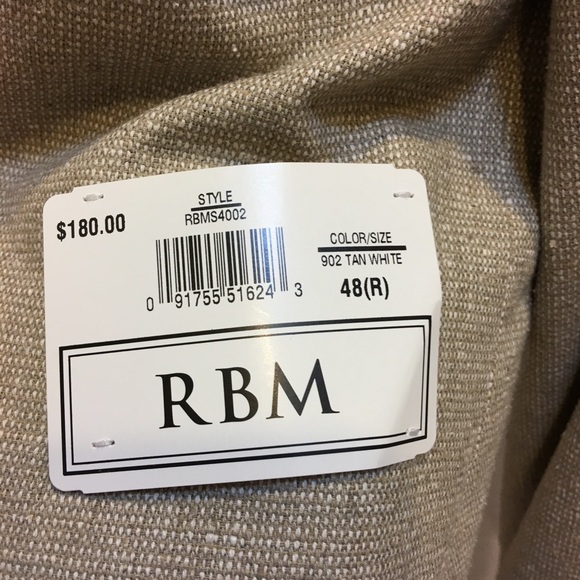 $180.00
STYLE
RBMS4002
0 91755 51624 3
COLOR/SIZE
902 TAN WHITE
48(R)
RBM